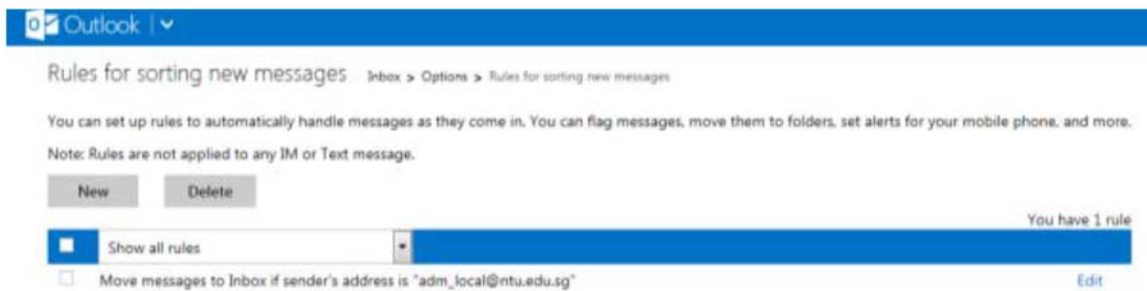 Outlook
Rules for sorting new messages Inbox > Options > Rules for sorting new messages
You can set up rules to automatically handle messages as they come in. You can flag messages, move them to folders, set alerts for your mobile phone, and more.
Note: Rules are not applied to any IM or Text message.
New Delete
You have 1 rule
Show all rules
Move messages to Inbox if sender's address is "adm_local@ntu.edu.sg" Edit